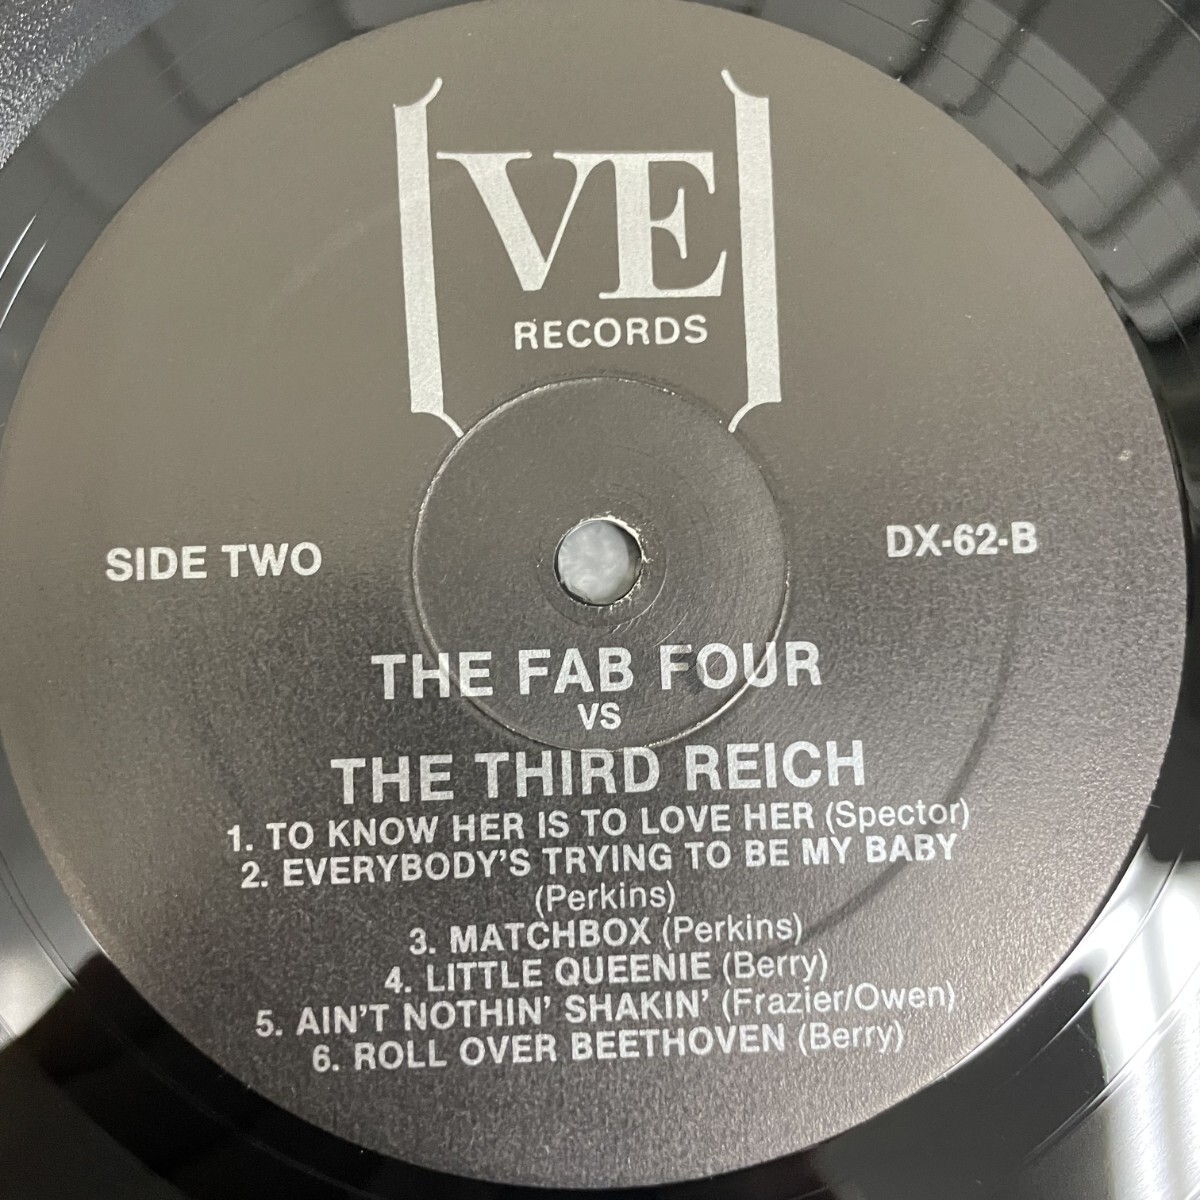 VE
RECORDS
SIDE TWO
DX-62-B
THE FAB FOUR
VS
THE THIRD REICH
1. TO KNOW HER IS TO LOVE HER (Spector)
2. EVERYBODY'S TRYING TO BE MY BABY
(Perkins)
3. MATCHBOX (Perkins)
4. LITTLE QUEENIE (Berry)
5. AIN'T NOTHIN' SHAKIN' (Frazier/Owen)
6. ROLL OVER BEETHOVEN (Berry)